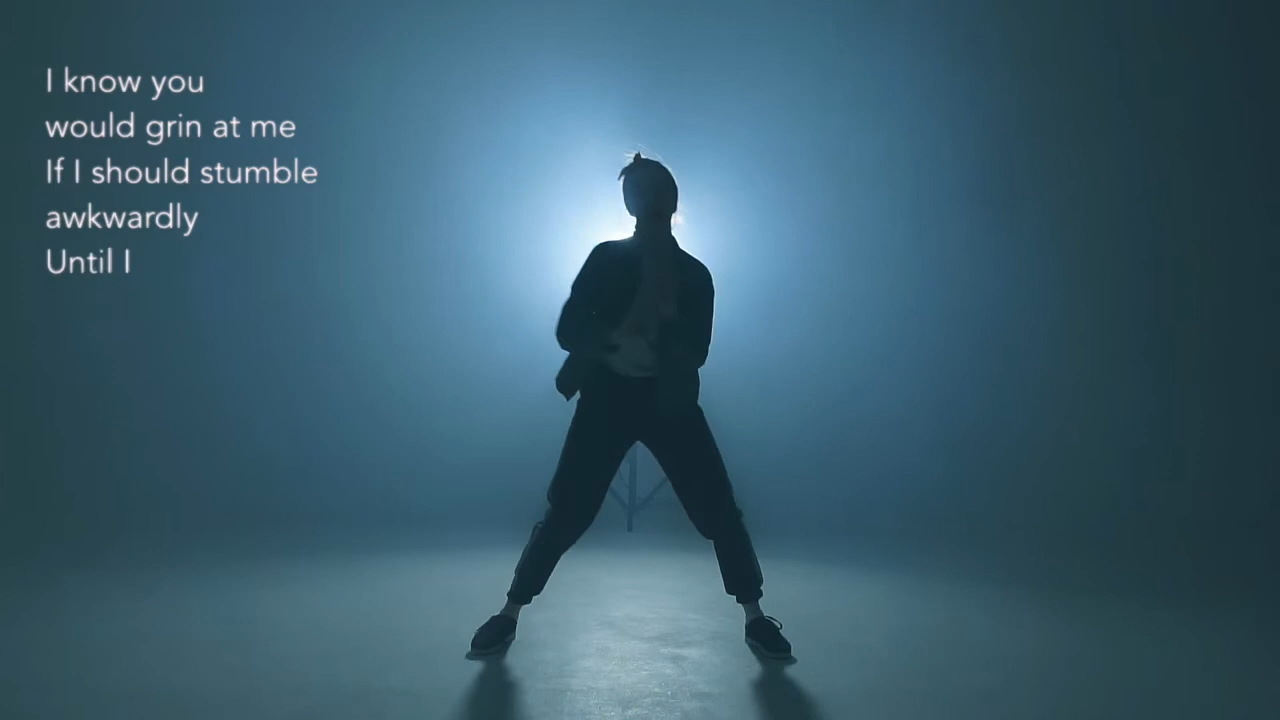 I know you
would grin at me
If I should stumble
awkwardly
Until I